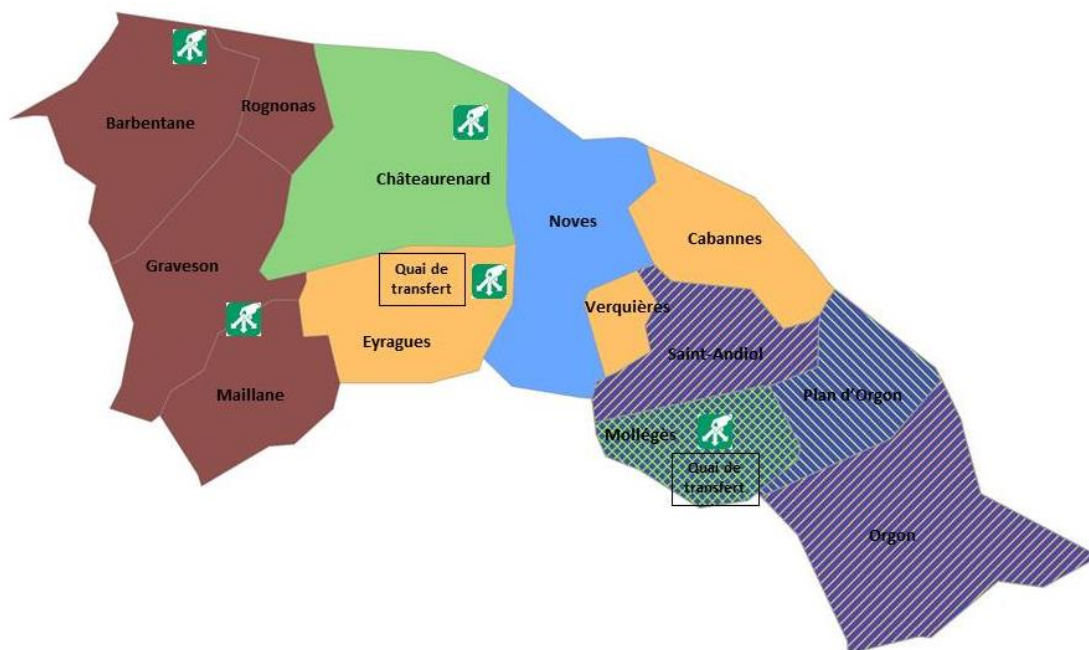 Barbentane
Rognonas
Châteaurenard
Noves
Cabannes
Graveson
Quai de
transfert
Eyragues
Verquières
Saint-Andiol
Maillane
Plan d’Orgon
Mollégès
Quai de
transfert
Orgon